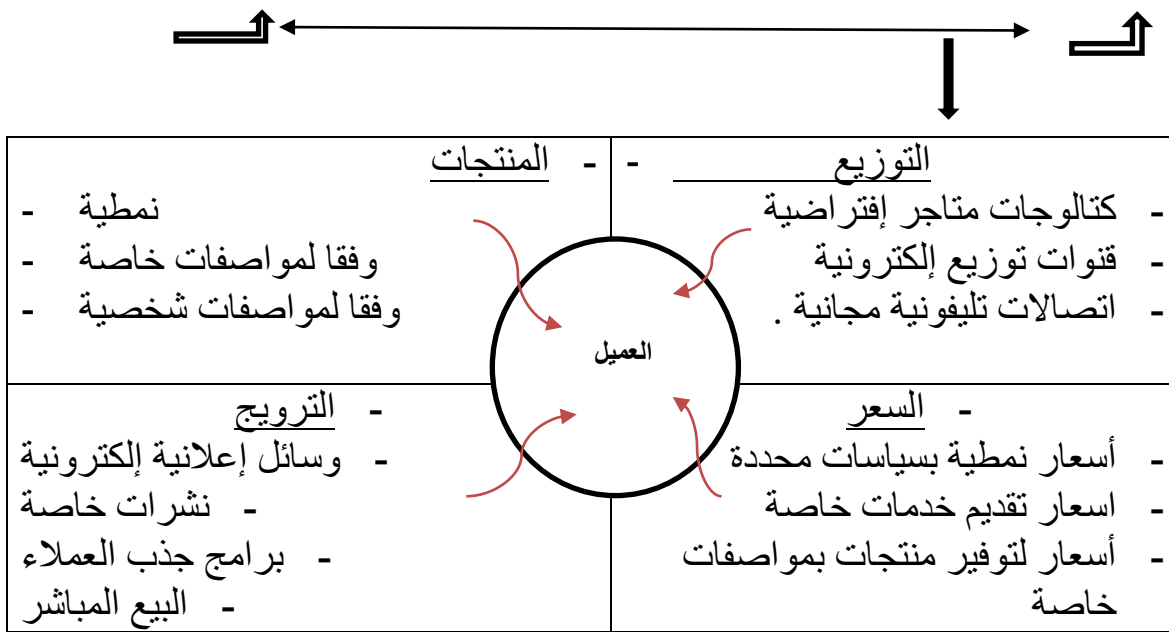 - التوزيع
- كتالوجات متاجر إفتراضية
- قنوات توزيع إلكترونية
- اتصالات تليفونية مجانية .
- المنتجات
- نمطية
- وفقا لمواصفات خاصة
- وفقا لمواصفات شخصية
العميل
- السعر
- أسعار نمطية بسياسات محددة
- اسعار تقديم خدمات خاصة
- أسعار لتوفير منتجات بمواصفات
خاصة
- الترويج
- وسائل إعلانية إلكترونية
- نشرات خاصة
- برامج جذب العملاء
- البيع المباشر